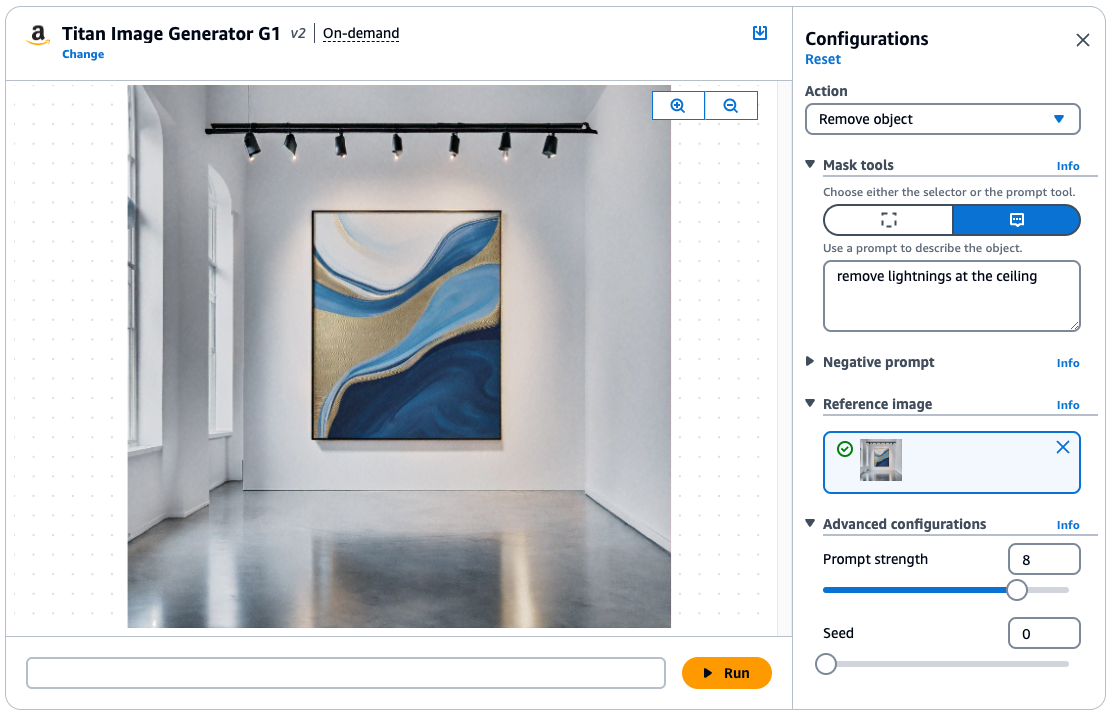 a
Titan Image Generator G1 v2 On-demand
Change
Configurations
Reset
Action
Remove object
Mask tools Info
Choose either the selector or the prompt tool.
Use a prompt to describe the object.
remove lightnings at the ceiling
Negative prompt Info
Reference image Info
Advanced configurations Info
Prompt strength 8
Seed 0
Run